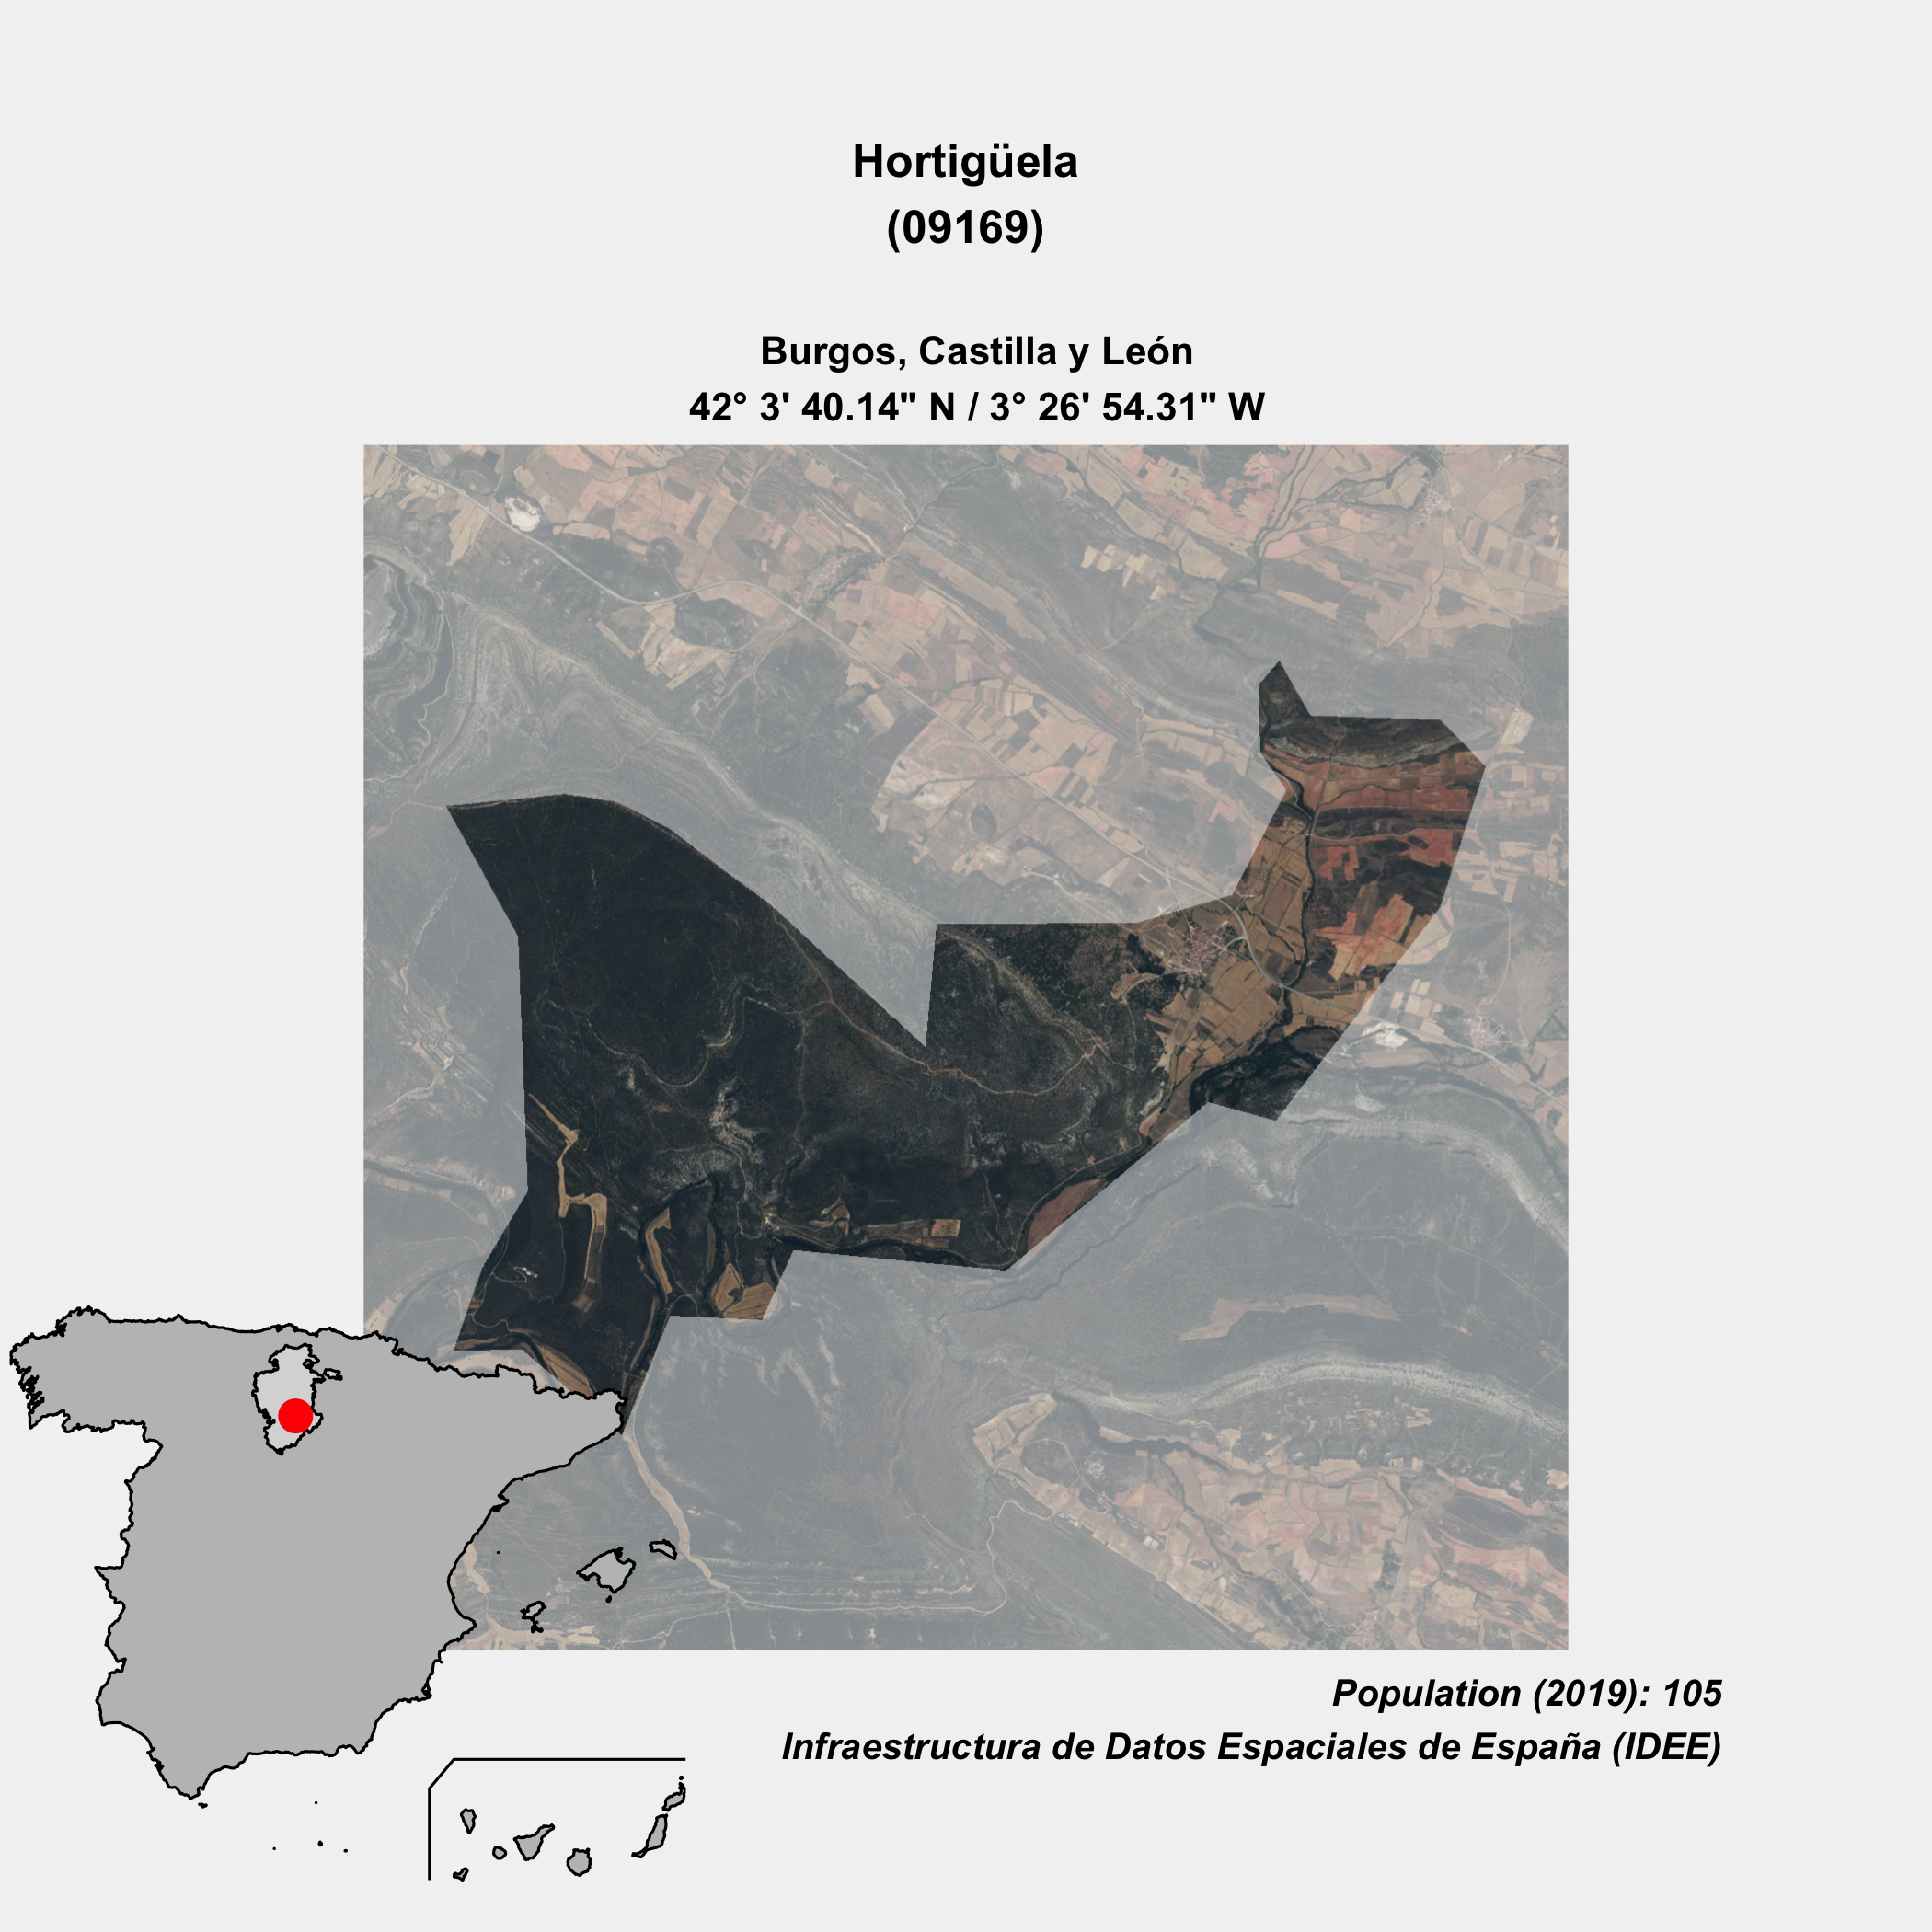 Hortigüela
(09169)
Burgos, Castilla y León
42° 3' 40.14" N / 3° 26' 54.31" W
Population (2019): 105
Infraestructura de Datos Espaciales de España (IDEE)